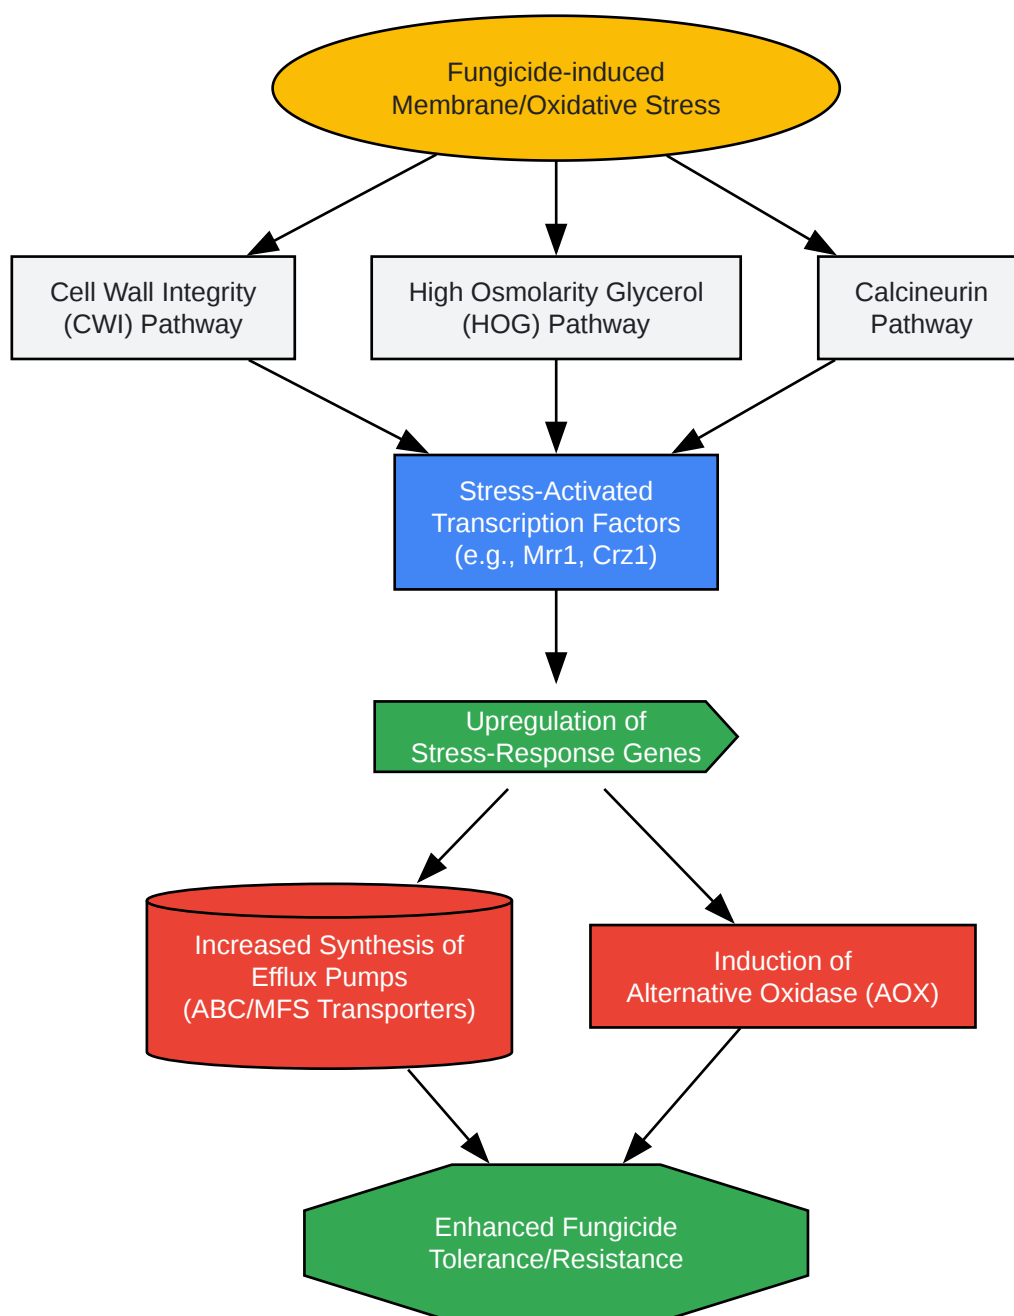 Fungicide-induced
Membrane/Oxidative Stress
Cell Wall Integrity
(CWI) Pathway
High Osmolarity Glycerol
(HOG) Pathway
Calcineurin
Pathway
Stress-Activated
Transcription Factors
(e.g., Mrr1, Crz1)
Upregulation of
Stress-Response Genes
Increased Synthesis of
Efflux Pumps
(ABC/MFS Transporters)
Induction of
Alternative Oxidase (AOX)
Enhanced Fungicide
Tolerance/Resistance